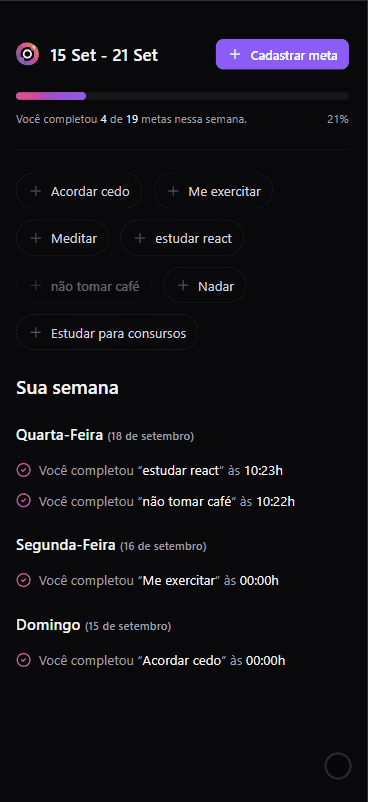 15 Set - 21 Set
Cadastrar meta
Você completou 4 de 19 metas nessa semana.
21%
Acordar cedo
Me exercitar
Meditar
estudar react
não tomar café
Nadar
Estudar para consursos
Sua semana
Quarta-Feira (18 de setembro)
Você completou “estudar react” às 10:23h
Você completou “não tomar café” às 10:22h
Segunda-Feira (16 de setembro)
Você completou “Me exercitar” às 00:00h
Domingo (15 de setembro)
Você completou “Acordar cedo” às 00:00h